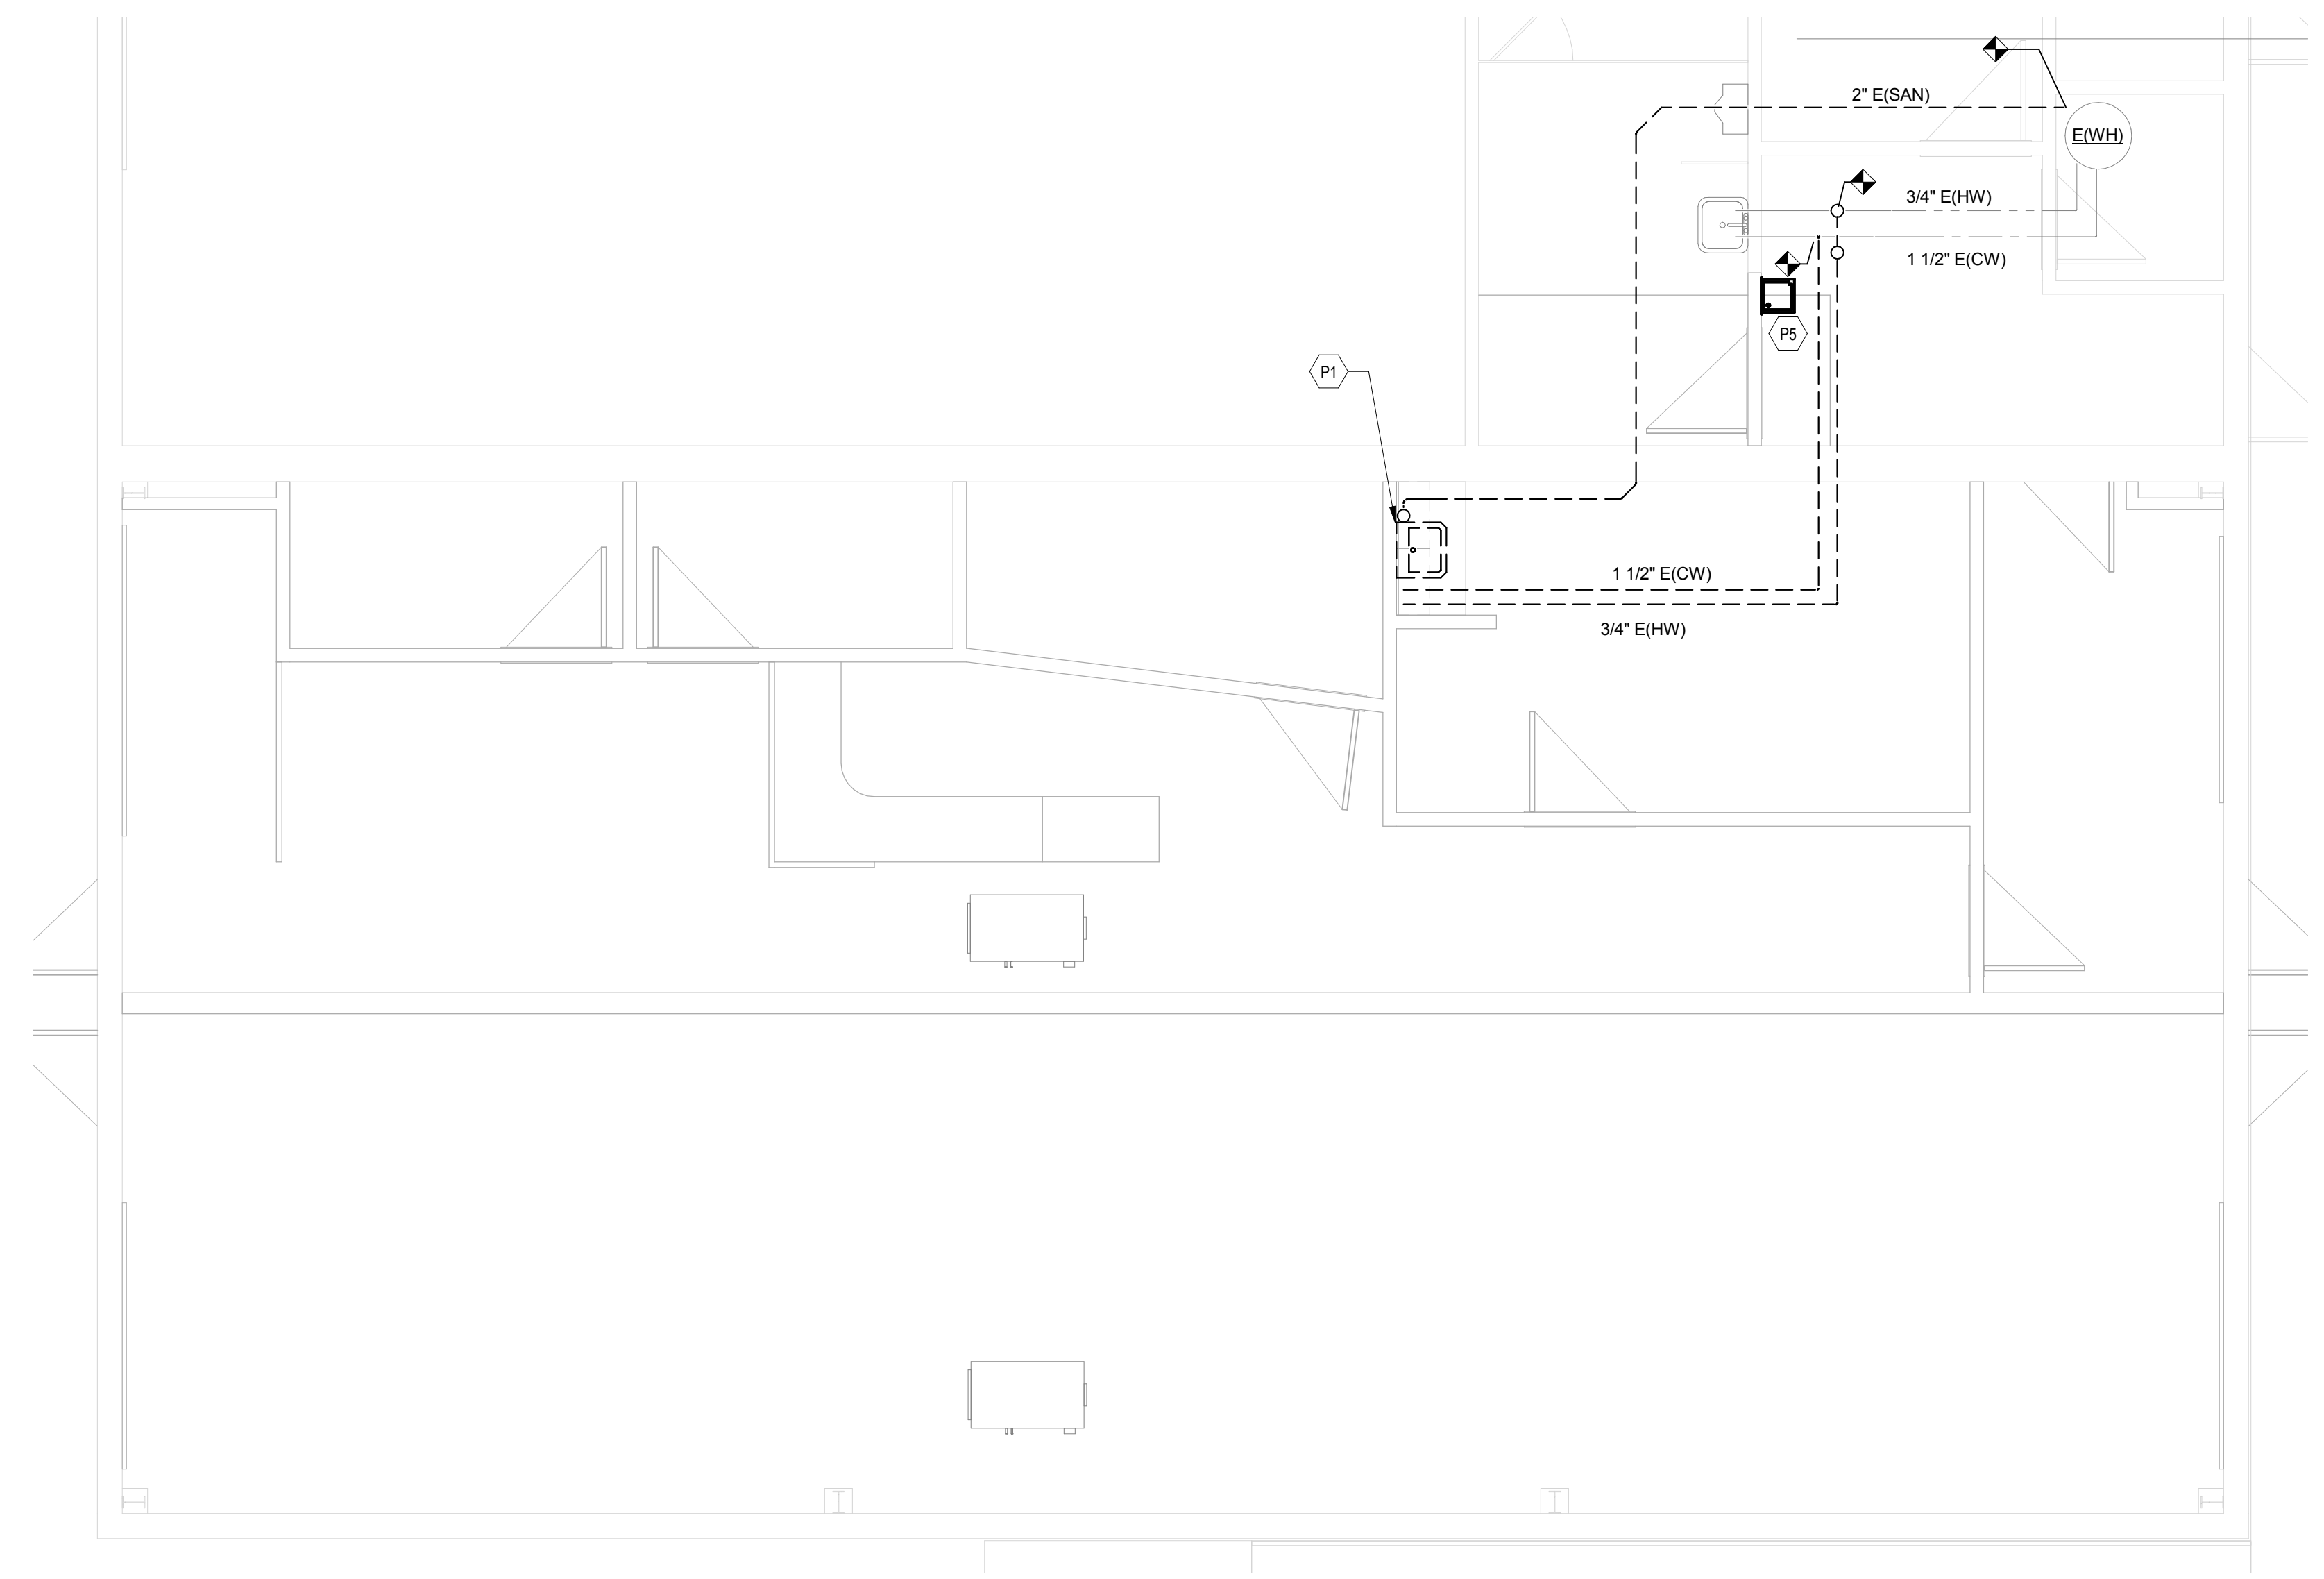 2" E(SAN)
E(WH)
3/4" E(HW)
1 1/2" E(CW)
P5
P1
1 1/2" E(CW)
3/4" E(HW)